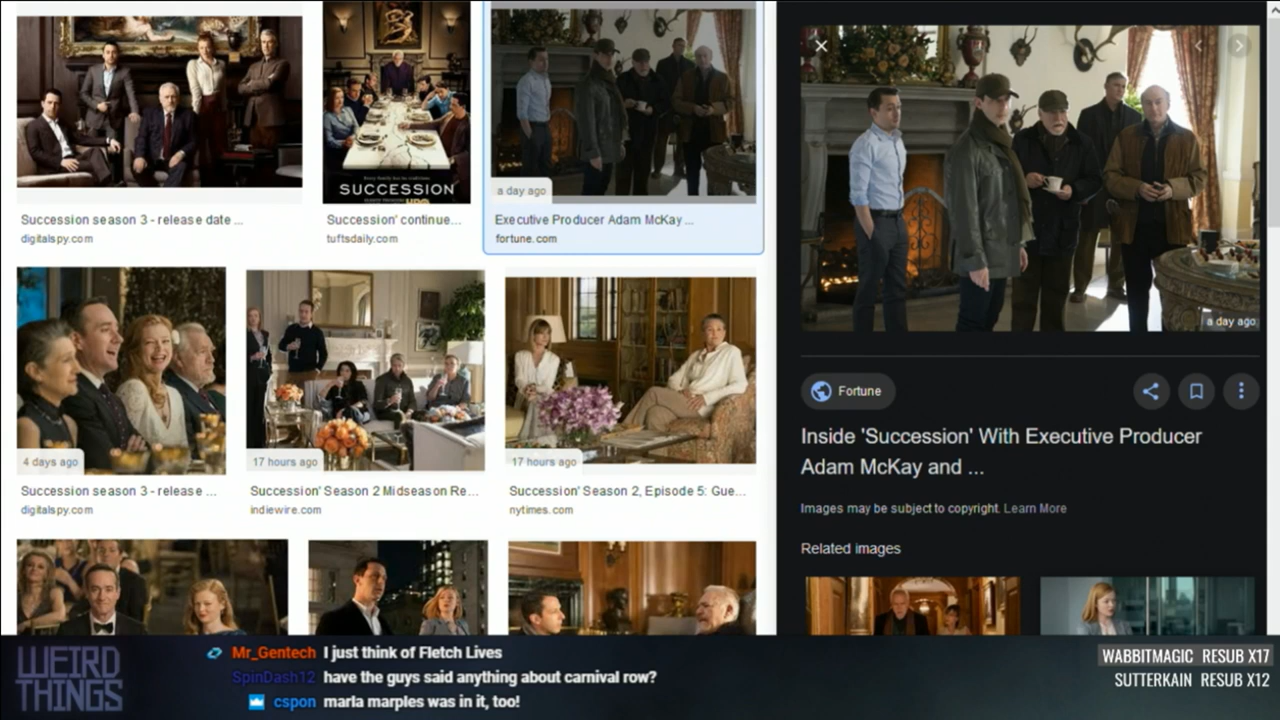 SUCCESSION
HBO
Succession season 3 - release date ...
digitalspy.com
Succession' continue...
tuftsdaily.com
a day ago
Executive Producer Adam McKay ...
fortune.com
4 days ago
Succession season 3 - release ...
digitalspy.com
17 hours ago
Succession' Season 2 Midseason Re...
indiewire.com
17 hours ago
Succession' Season 2, Episode 5: Gue...
nytimes.com
a day ago
Fortune
Inside 'Succession' With Executive Producer
Adam McKay and ...
Images may be subject to copyright. Learn More
Related images
WEIRD
THINGS
Mr_Gentech I just think of Fletch Lives
SpinDash12 have the guys said anything about carnival row?
cspon marla marples was in it, too!
WABBITMAGIC RESUB X17
SUTTERKAIN RESUB X12